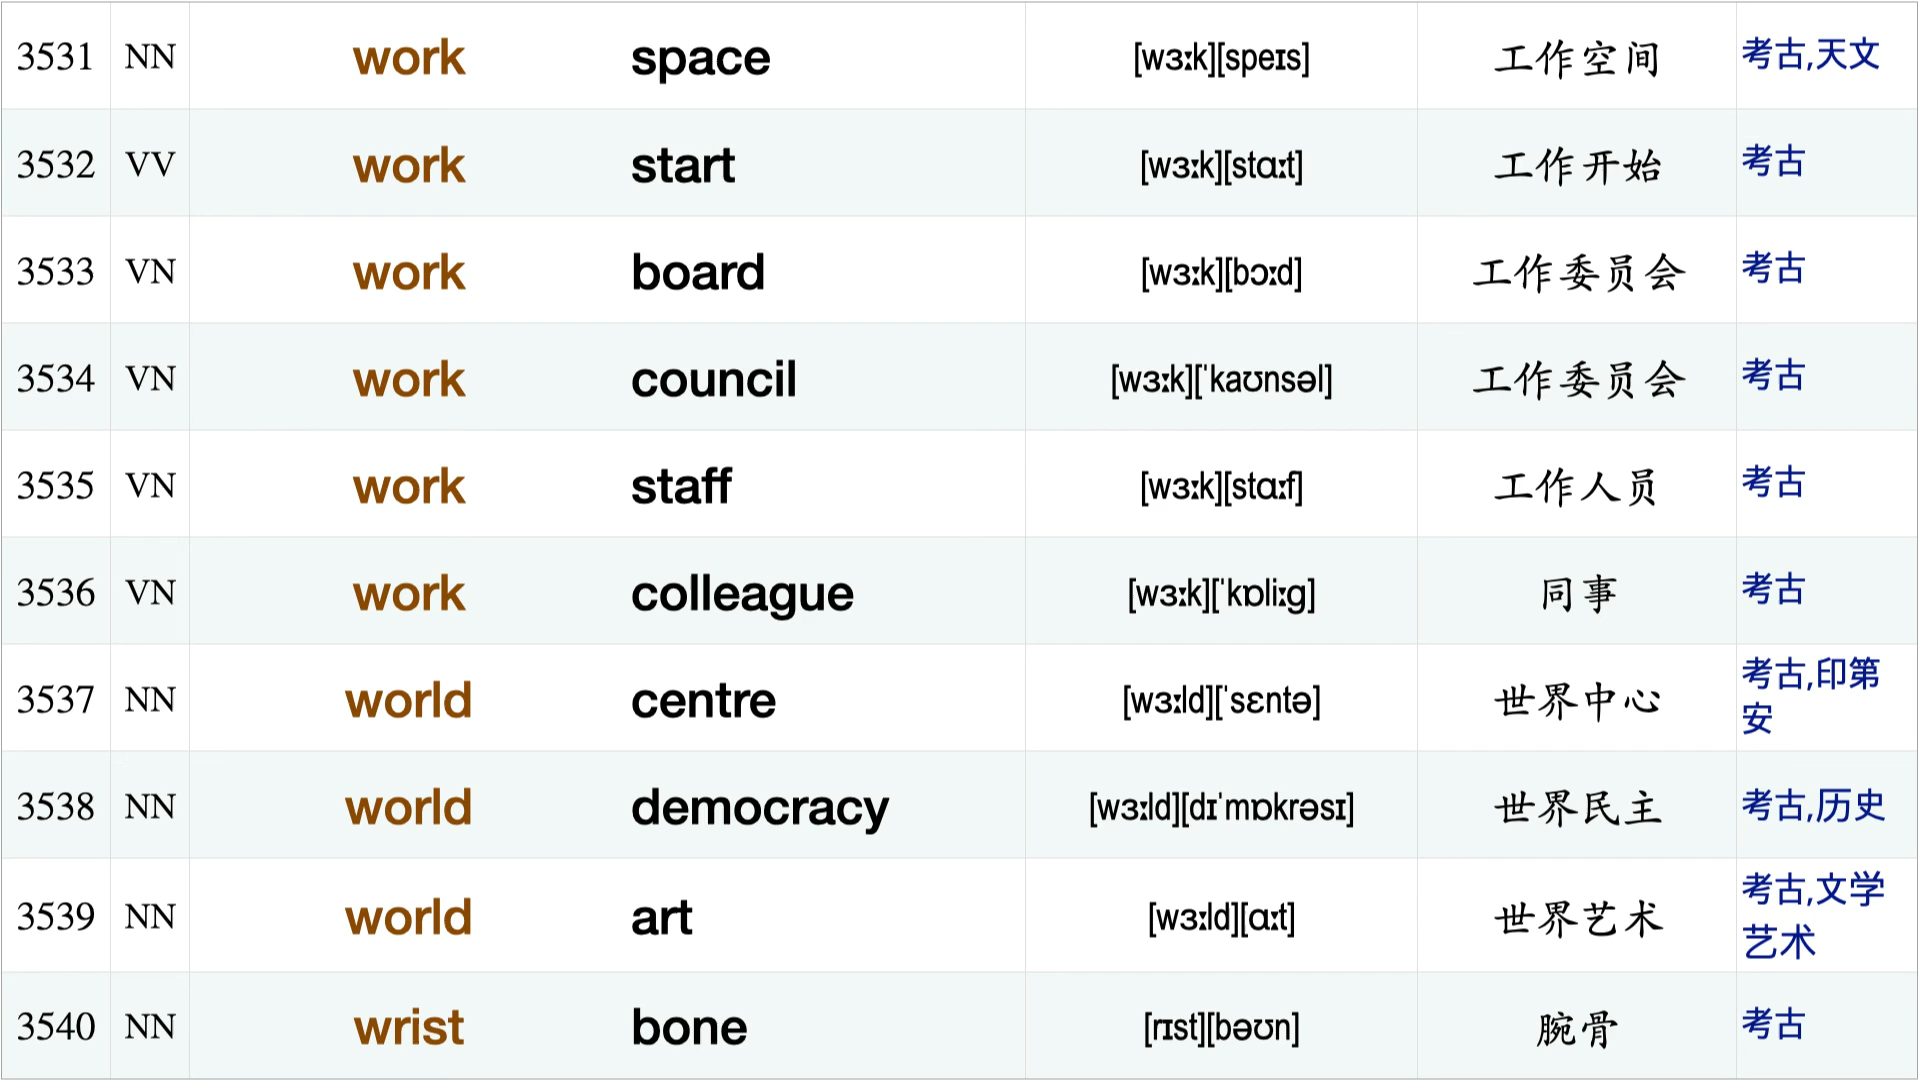 3531 NN work space [wɜːk][speɪs] 工作空间 考古,天文
3532 VV work start [wɜːk][stɑːt] 工作开始 考古
3533 VN work board [wɜːk][bɔːd] 工作委员会 考古
3534 VN work council [wɜːk][ˈkaʊnsəl] 工作委员会 考古
3535 VN work staff [wɜːk][stɑːf] 工作人员 考古
3536 VN work colleague [wɜːk][ˈkɒliːg] 同事 考古
3537 NN world centre [wɜːld][ˈsɛntə] 世界中心 考古,印第
安
3538 NN world democracy [wɜːld][dɪˈmɒkrəsɪ] 世界民主 考古,历史
3539 NN world art [wɜːld][ɑːt] 世界艺术 考古,文学
艺术
3540 NN wrist bone [rɪst][bəʊn] 腕骨 考古